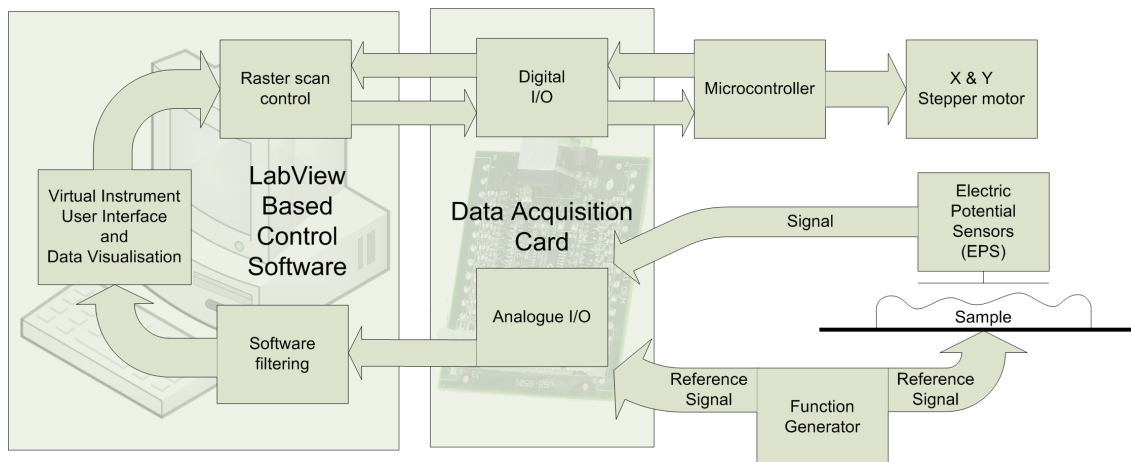 Raster scan
control
Digital
I/O
Microcontroller
X & Y
Stepper motor
Virtual Instrument
User Interface
and
Data Visualisation
LabView
Based
Control
Software
Data Acquisition
Card
Signal
Electric
Potential
Sensors
(EPS)
Sample
Software
filtering
Analogue I/O
Reference
Signal
Function
Generator
Reference
Signal